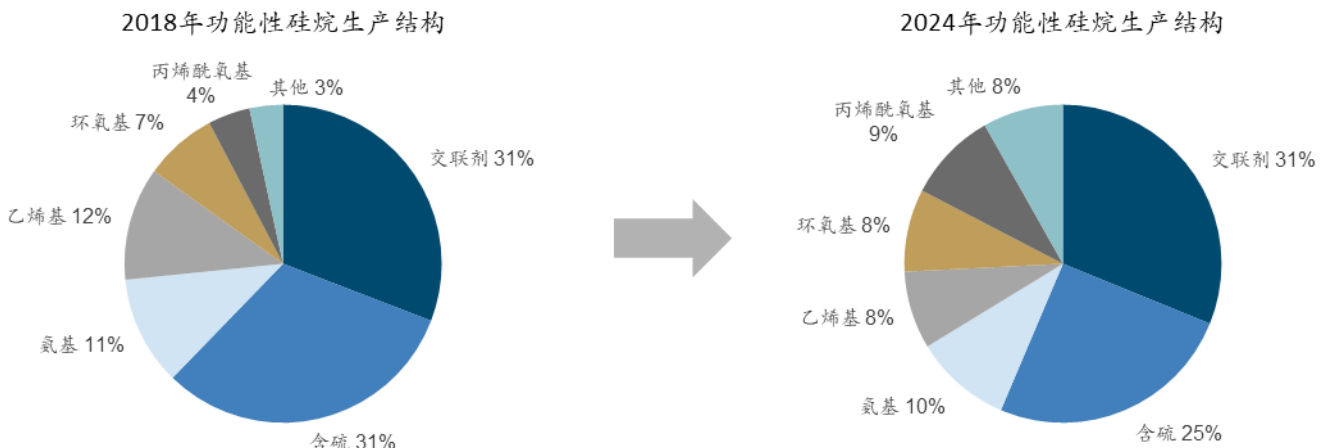 2018年功能性硅烷生产结构
丙烯酰氧基
4%
其他 3%
环氧基 7%
交联剂 31%
乙烯基 12%
氨基 11%
含硫 31%
2024年功能性硅烷生产结构
其他 8%
丙烯酰氧基
9%
交联剂 31%
环氧基 8%
乙烯基 8%
氨基 10%
含硫 25%